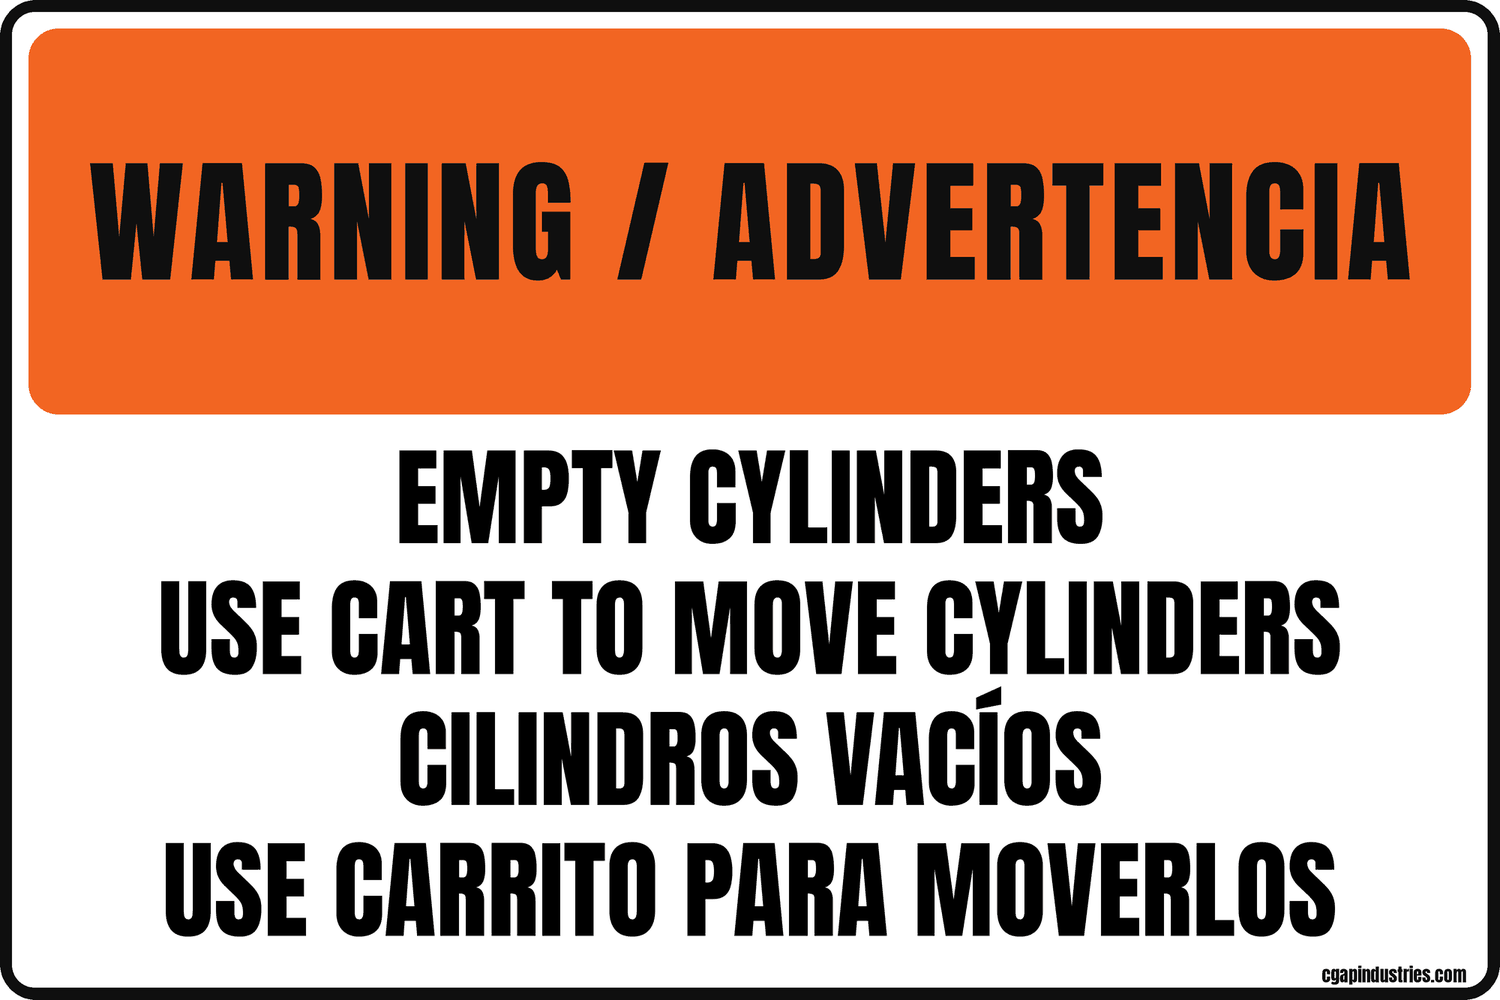 WARNING / ADVERTENCIA
EMPTY CYLINDERS
USE CART TO MOVE CYLINDERS
CILINDROS VACÍOS
USE CARRITO PARA MOVERLOS
cgapindustries.com